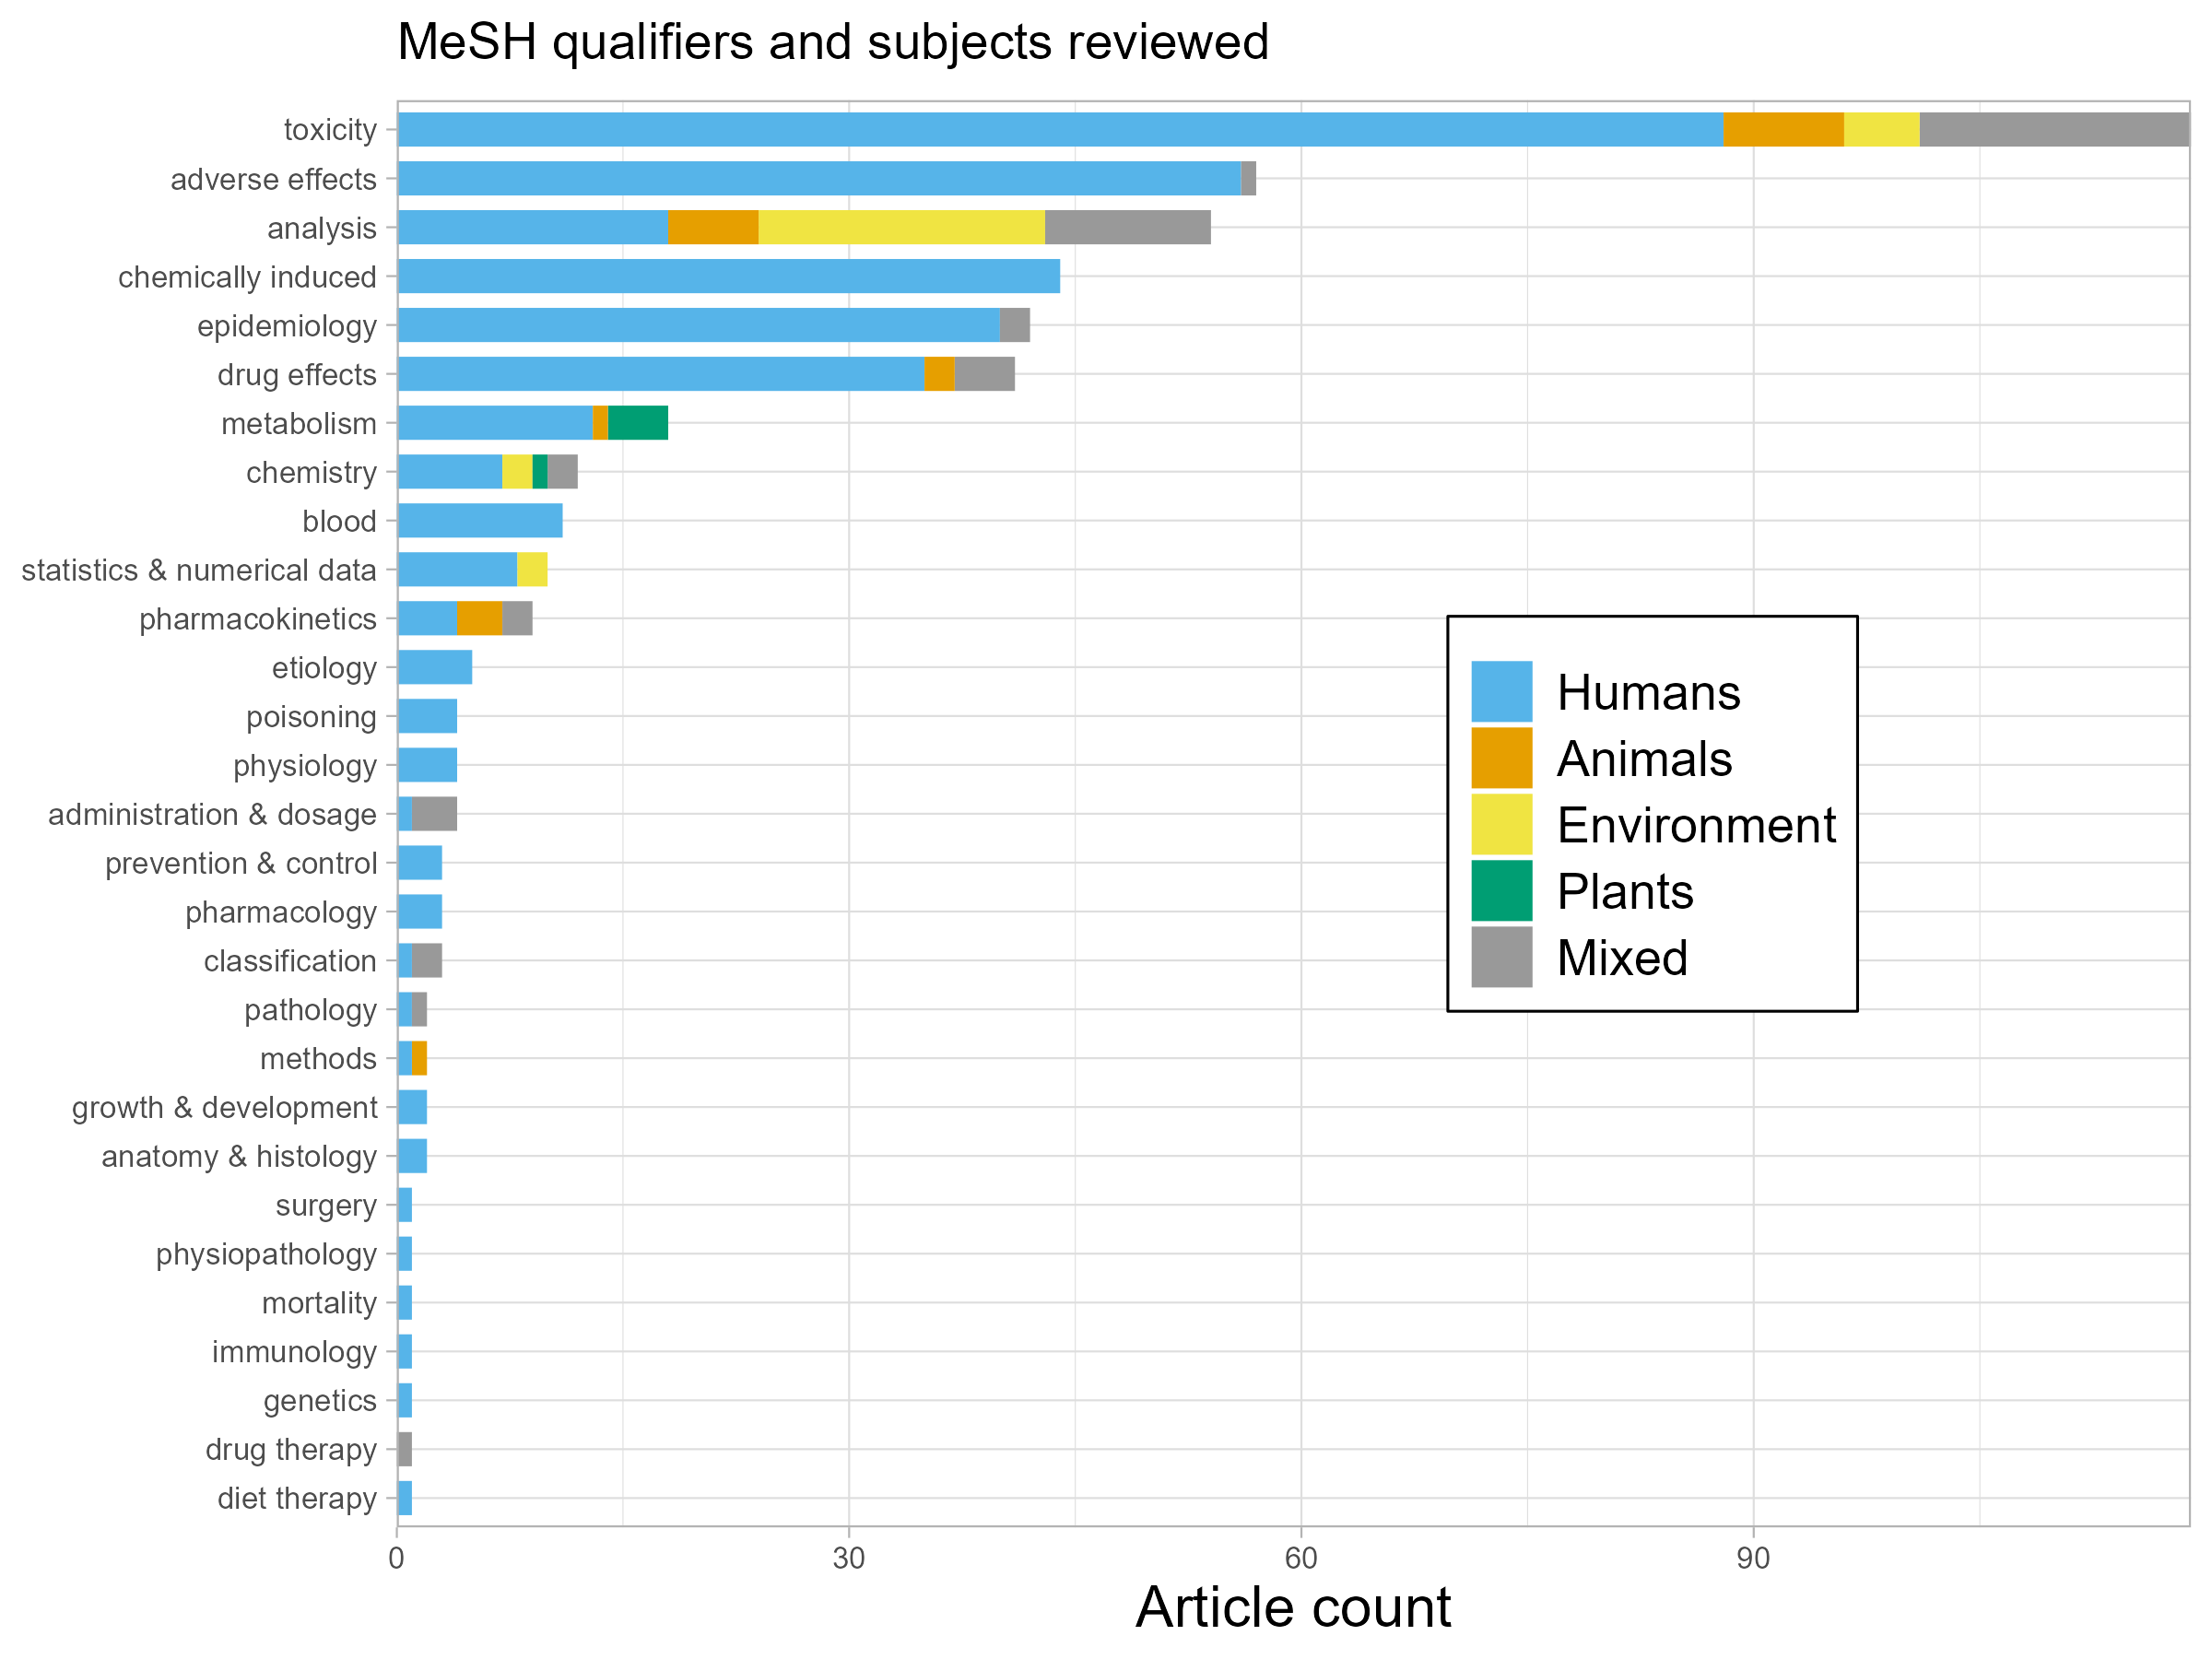 MeSH qualifiers and subjects reviewed
toxicity
adverse effects
analysis
chemically induced
epidemiology
drug effects
metabolism
chemistry
blood
statistics & numerical data
pharmacokinetics
etiology
poisoning
physiology
administration & dosage
prevention & control
pharmacology
classification
pathology
methods
growth & development
anatomy & histology
surgery
physiopathology
mortality
immunology
genetics
drug therapy
diet therapy
Humans
Animals
Environment
Plants
Mixed
0 30 60 90
Article count